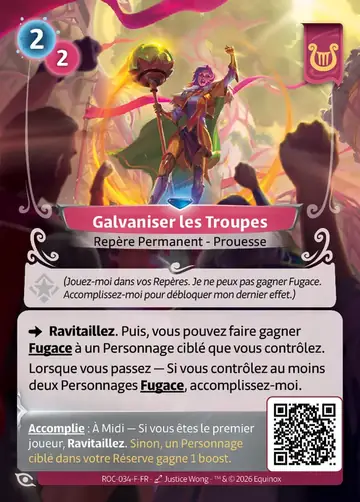 2
2
Galvaniser les Troupes
Repère Permanent - Prouesse
(Jouez-moi dans vos Repères. Je ne peux pas gagner Fugace.
Accomplissez-moi pour débloquer mon dernier effet.)
Ravitaillez. Puis, vous pouvez faire gagner
Fugace à un Personnage ciblé que vous contrôlez.
Lorsque vous passez — Si vous contrôlez au moins
deux Personnages Fugace, accomplissez-moi.
Accomplie : À Midi — Si vous êtes le premier
joueur, Ravitaillez. Sinon, un Personnage
ciblé dans votre Réserve gagne 1 boost.
ROC-034-F-FR - Justice Wong - ™ & © 2026 Equinox